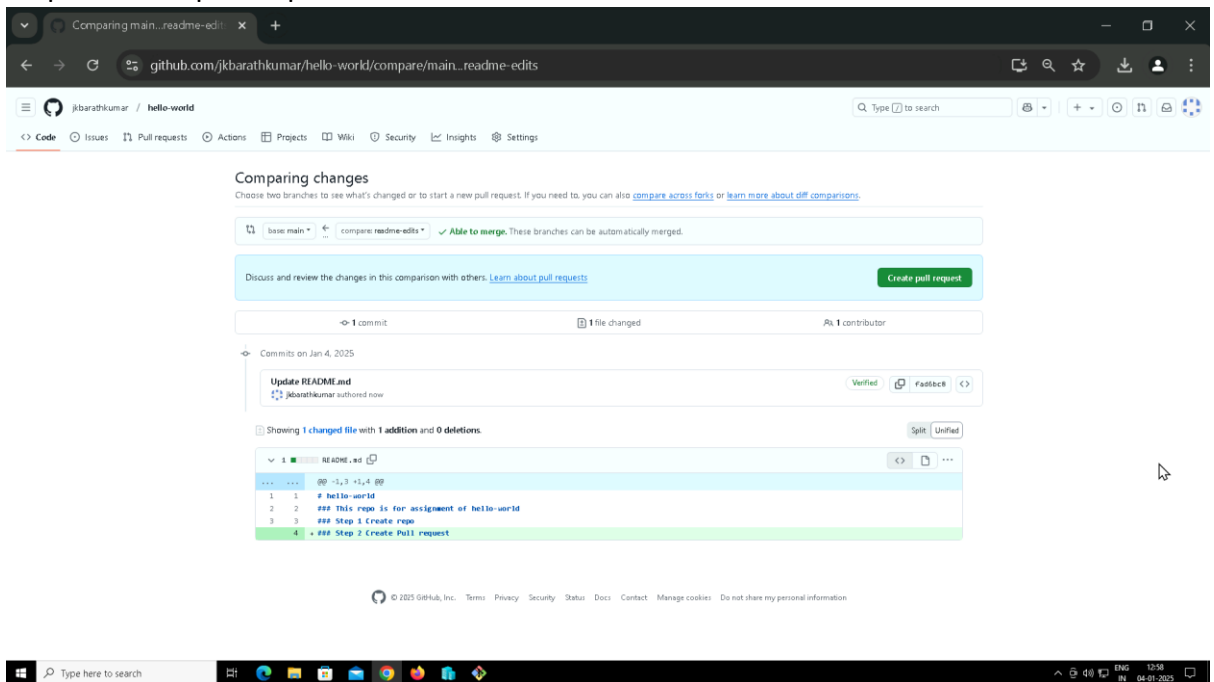 Comparing main...readme-edit
github.com/jkbarathkumar/hello-world/compare/main...readme-edits
jkbarathkumar / hello-world
Type / to search
Code Issues Pull requests Actions Projects Wiki Security Insights Settings
Comparing changes
Choose two branches to see what's changed or to start a new pull request. If you need to, you can also compare across forks or learn more about diff comparisons.
base: main ← compare: readme-edits ✓ Able to merge. These branches can be automatically merged.
...
Discuss and review the changes in this comparison with others. Learn about pull requests
Create pull request
1 commit 1 file changed 1 contributor
Commits on Jan 4, 2025
Update README.md
jkbarathkumar authored now
Verified fad6bc8
Showing 1 changed file with 1 addition and 0 deletions.
Split Unified
1 README.md
... ... @@ -1,3 +1,4 @@
1 1 # hello-world
2 2 ### This repo is for assignment of hello-world
3 3 ### Step 1 Create repo
4 + ### Step 2 Create Pull request
© 2025 GitHub, Inc. Terms Privacy Security Status Docs Contact Manage cookies Do not share my personal information
Type here to search
ENG 12:58
IN 04-01-2025